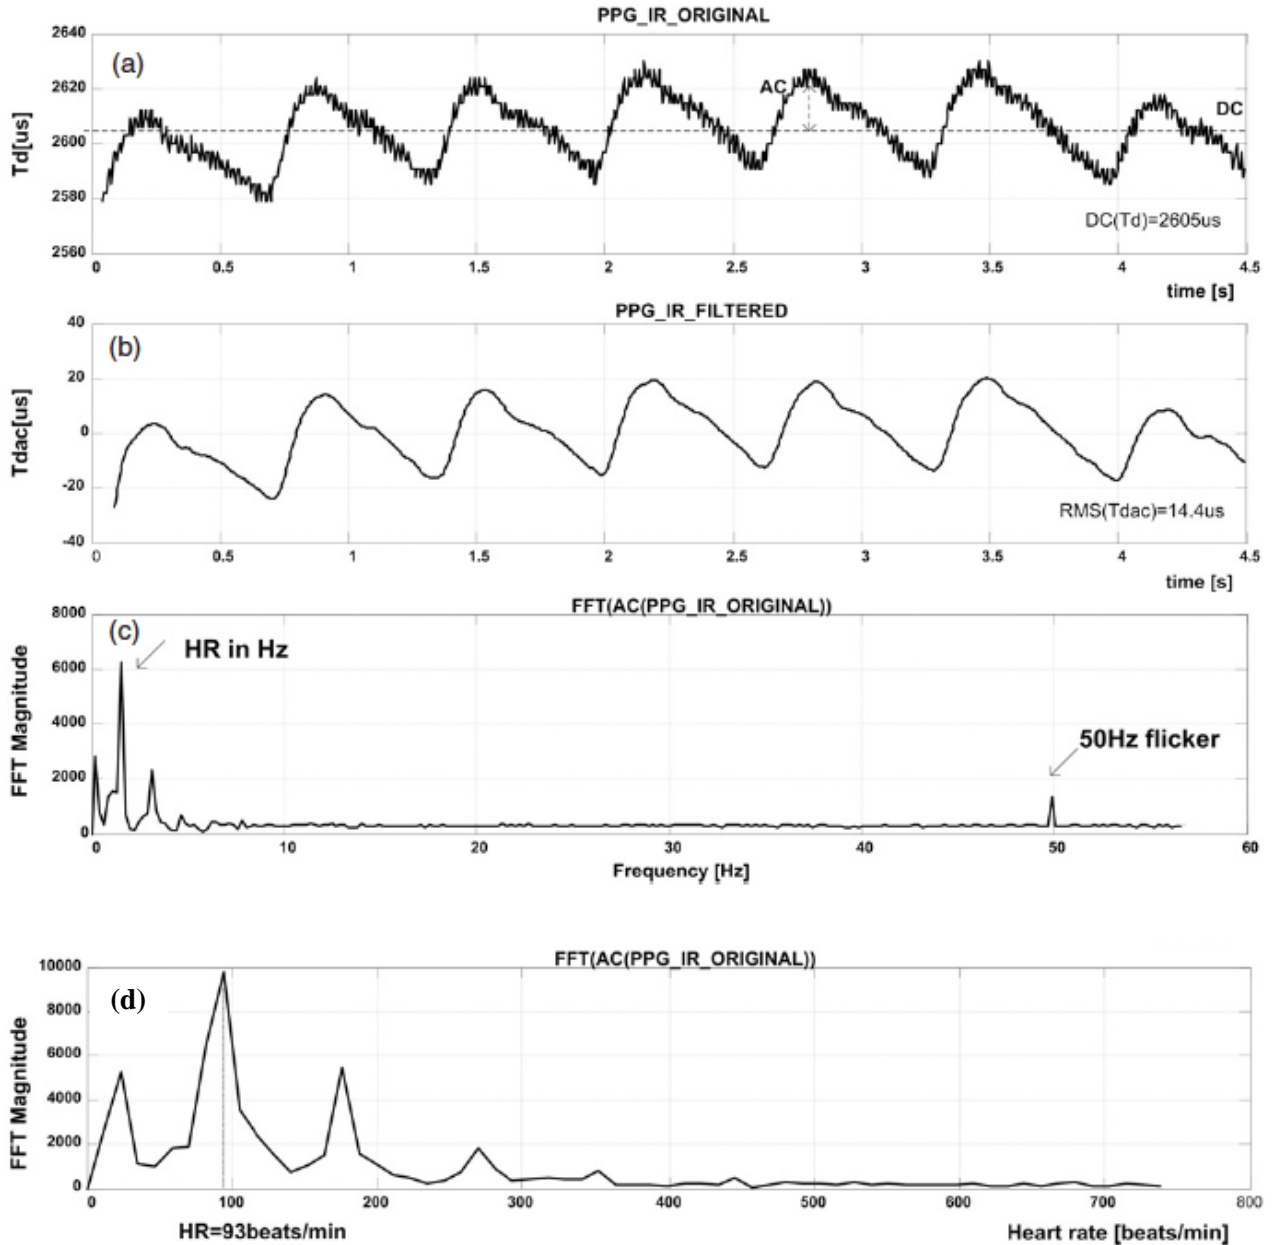 PPG_IR_ORIGINAL
(a)
Td[us]
2640
2620
2600
2580
2560
AC
DC
DC(Td)=2605us
0 0.5 1 1.5 2 2.5 3 3.5 4 4.5
time [s]
PPG_IR_FILTERED
(b)
Tdac[us]
40
20
0
-20
-40
RMS(Tdac)=14.4us
0 0.5 1 1.5 2 2.5 3 3.5 4 4.5
time [s]
FFT(AC(PPG_IR_ORIGINAL))
(c)
FFT Magnitude
8000
6000
4000
2000
0
HR in Hz
50Hz flicker
0 10 20 30 40 50 60
Frequency [Hz]
FFT(AC(PPG_IR_ORIGINAL))
(d)
FFT Magnitude
10000
8000
6000
4000
2000
0
0 100 200 300 400 500 600 700 800
HR=93beats/min
Heart rate [beats/min]